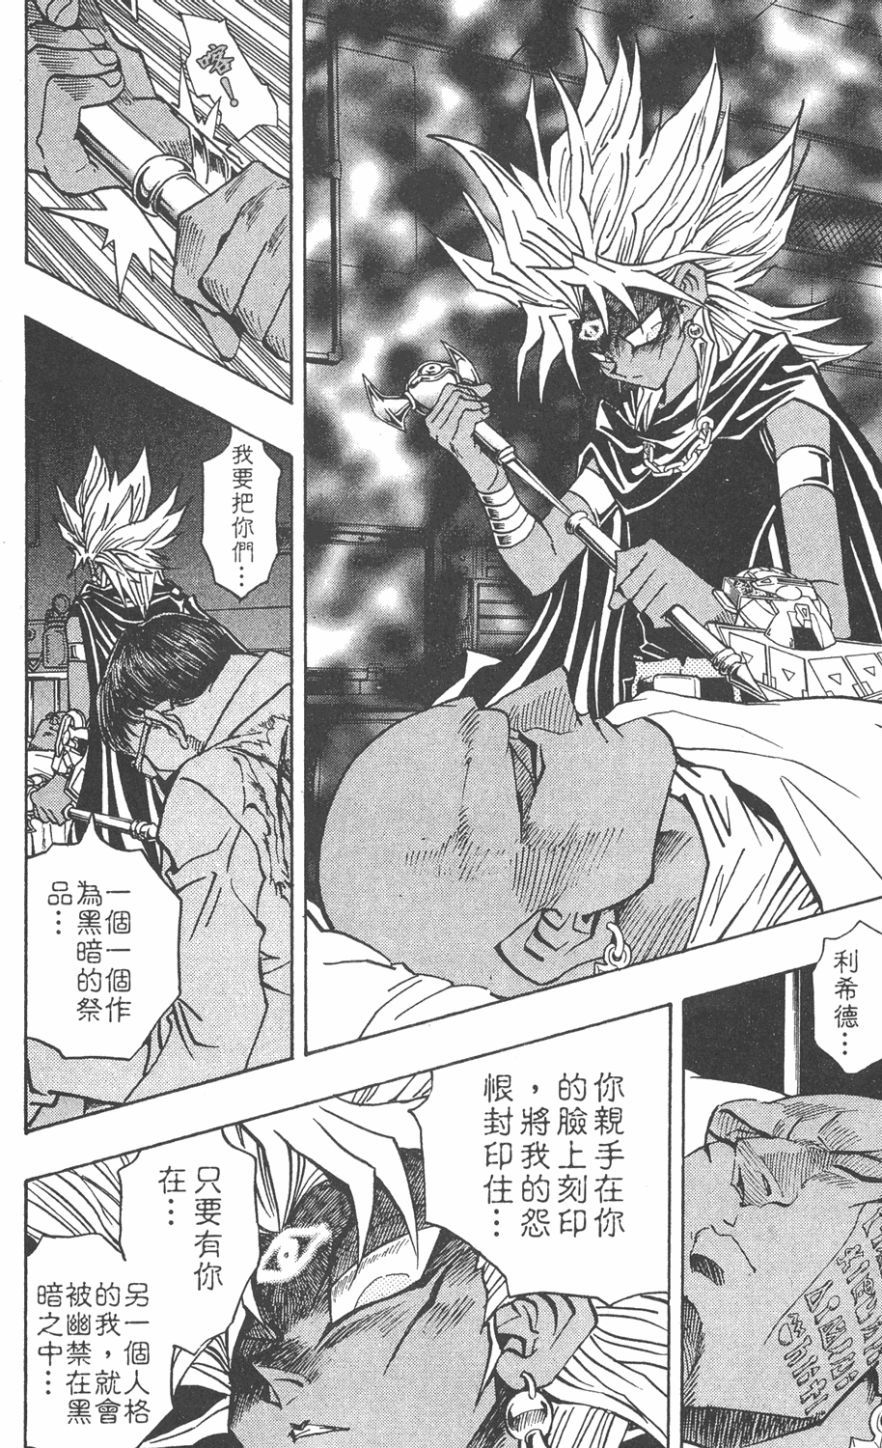 喀！
我要把你們…
一個一個作
為黑暗的祭
品…
利希德…
你親手在你
的臉上刻印
，將我的怨
恨封印住…
只要有你
在…
另一個人格
的我，就會
被幽禁在黑
暗之中…